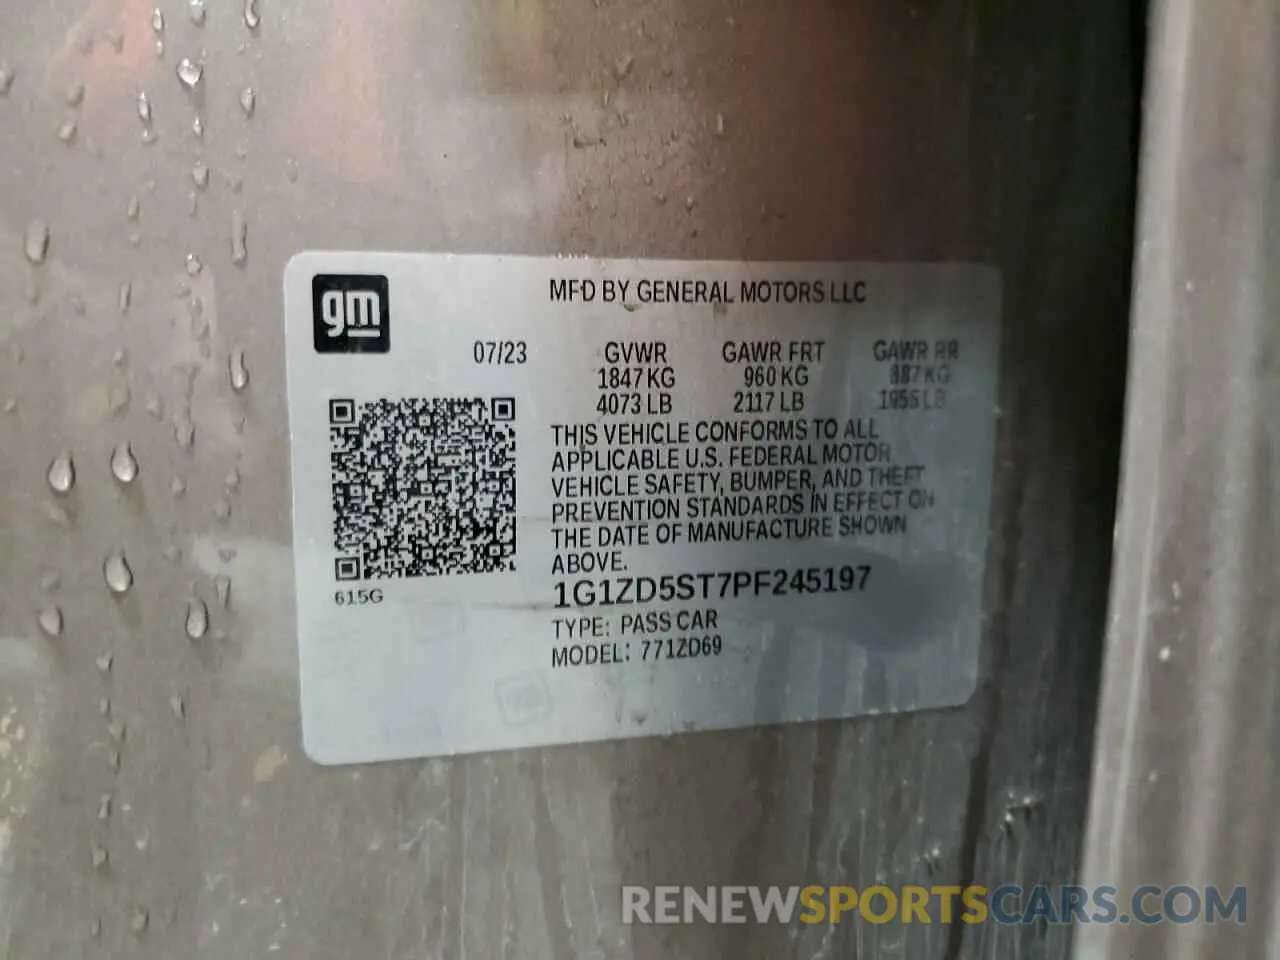 gm
MFD BY GENERAL MOTORS LLC
07/23 GVWR GAWR FRT GAWR RR
1847 KG 960 KG 887 KG
4073 LB 2117 LB 1956 LB
THIS VEHICLE CONFORMS TO ALL
APPLICABLE U.S. FEDERAL MOTOR
VEHICLE SAFETY, BUMPER, AND THEFT
PREVENTION STANDARDS IN EFFECT ON
THE DATE OF MANUFACTURE SHOWN
ABOVE.
615G
1G1ZD5ST7PF245197
TYPE: PASS CAR
MODEL: 771ZD69
RENEWSPORTSCARS.COM